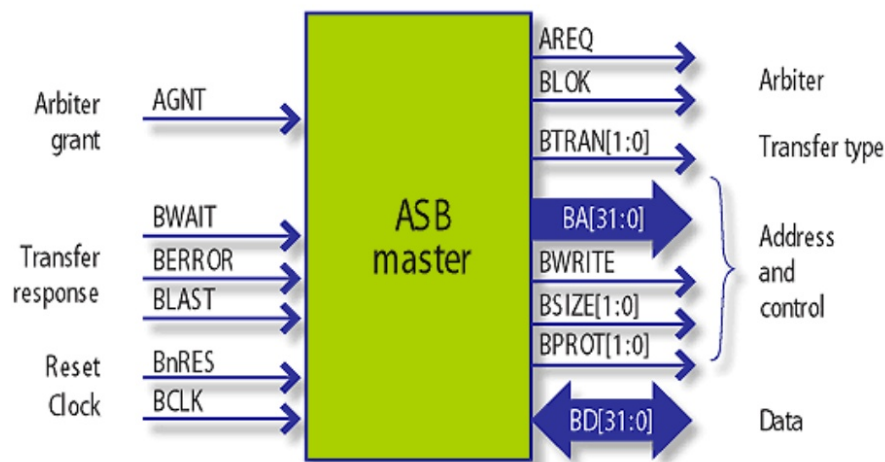 Arbiter
grant
AGNT
Transfer
response
BWAIT
BERROR
BLAST
Reset
BnRES
Clock
BCLK
ASB
master
AREQ
BLOK
Arbiter
BTRAN[1:0]
Transfer type
BA[31:0]
BWRITE
BSIZE[1:0]
BPROT[1:0]
Address
and
control
BD[31:0]
Data